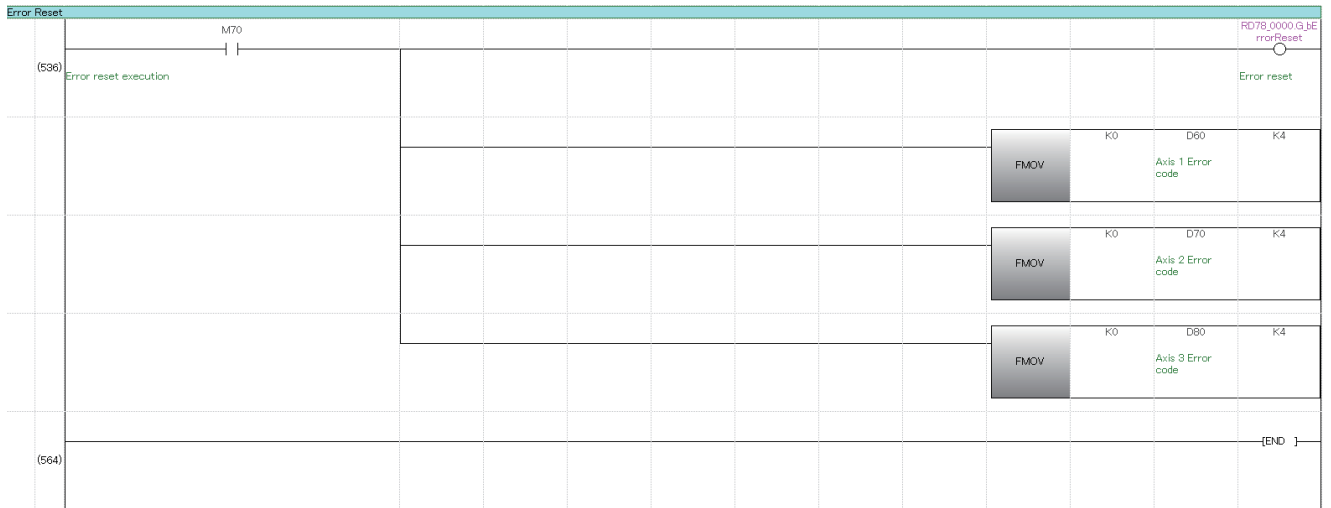 Error Reset
M70
RD78_0000.G_bE
rrorReset
(536)
Error reset execution
Error reset
FMOV K0 D60 K4
Axis 1 Error
code
FMOV K0 D70 K4
Axis 2 Error
code
FMOV K0 D80 K4
Axis 3 Error
code
[END ]
(564)